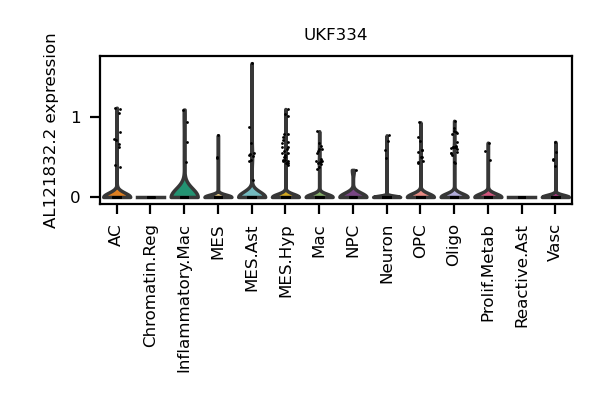 UKF334
AL121832.2 expression
1
0
AC
Chromatin.Reg
Inflammatory.Mac
MES
MES.Ast
MES.Hyp
Mac
NPC
Neuron
OPC
Oligo
Prolif.Metab
Reactive.Ast
Vasc